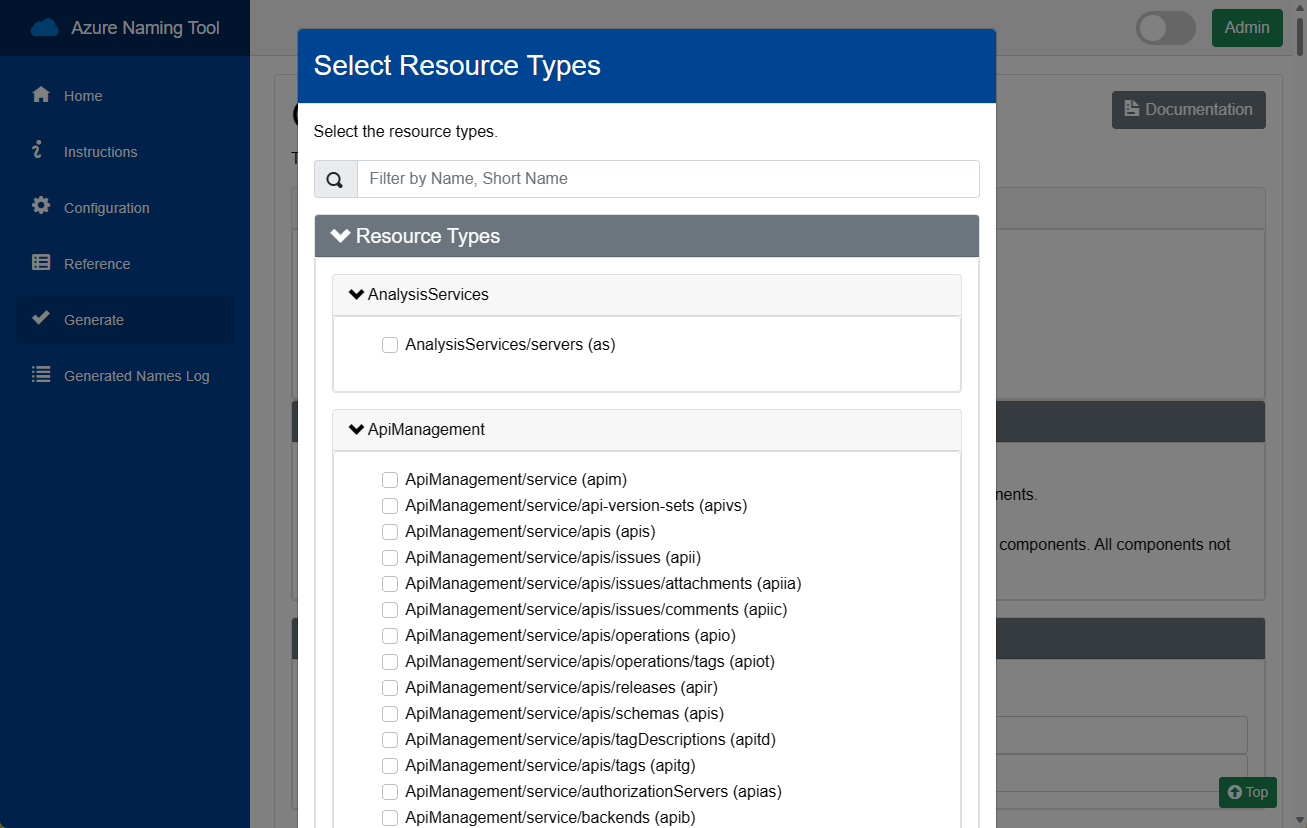 Azure Naming Tool
Admin
Home
Instructions
Configuration
Reference
Generate
Generated Names Log
Documentation
Select Resource Types
Select the resource types.
Filter by Name, Short Name
Resource Types
AnalysisServices
AnalysisServices/servers (as)
ApiManagement
ApiManagement/service (apim)
ApiManagement/service/api-version-sets (apivs)
ApiManagement/service/apis (apis)
ApiManagement/service/apis/issues (apii)
ApiManagement/service/apis/issues/attachments (apiia)
ApiManagement/service/apis/issues/comments (apiic)
ApiManagement/service/apis/operations (apio)
ApiManagement/service/apis/operations/tags (apiot)
ApiManagement/service/apis/releases (apir)
ApiManagement/service/apis/schemas (apis)
ApiManagement/service/apis/tagDescriptions (apitd)
ApiManagement/service/apis/tags (apitg)
ApiManagement/service/authorizationServers (apias)
ApiManagement/service/backends (apib)
components. All components not
Top